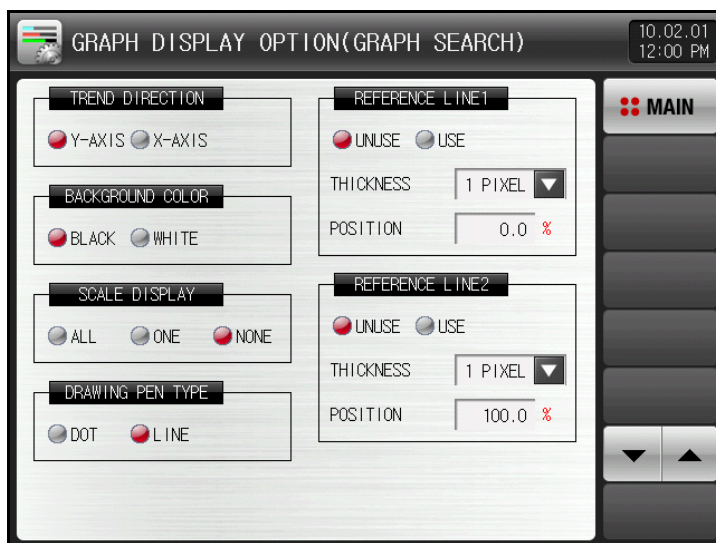 GRAPH DISPLAY OPTION(GRAPH SEARCH)
10.02.01
12:00 PM
MAIN
TREND DIRECTION
Y-AXIS X-AXIS
BACKGROUND COLOR
BLACK WHITE
SCALE DISPLAY
ALL ONE NONE
DRAWING PEN TYPE
DOT LINE
REFERENCE LINE1
UNUSE USE
THICKNESS 1 PIXEL
POSITION 0.0 %
REFERENCE LINE2
UNUSE USE
THICKNESS 1 PIXEL
POSITION 100.0 %